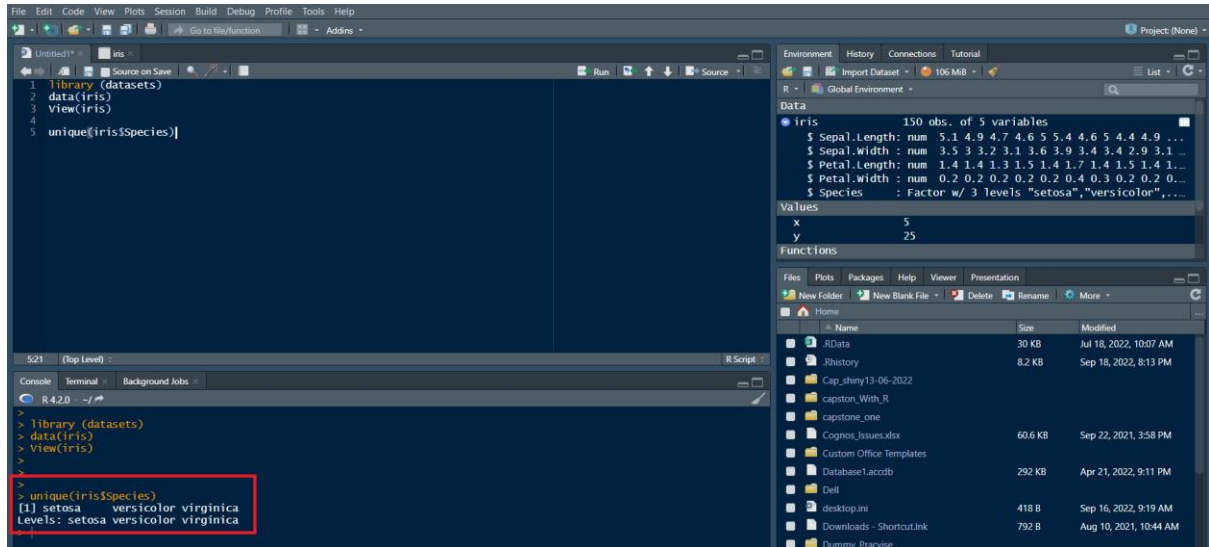 File Edit Code View Plots Session Build Debug Profile Tools Help
Go to file/function Addins
Project: (None)
Untitled1* iris
Source on Save Run Source
1 library (datasets)
2 data(iris)
3 View(iris)
4
5 unique(iris$Species)
5:21 (Top Level) R Script
Console Terminal Background Jobs
R 4.2.0 · ~/
>
> library (datasets)
> data(iris)
> View(iris)
>
>
>
> unique(iris$Species)
[1] setosa     versicolor virginica
Levels: setosa versicolor virginica
>
Environment History Connections Tutorial
Import Dataset 106 MiB List
R Global Environment
Data
iris 150 obs. of 5 variables
$ Sepal.Length: num 5.1 4.9 4.7 4.6 5 5.4 4.6 5 4.4 4.9 ...
$ Sepal.Width : num 3.5 3 3.2 3.1 3.6 3.9 3.4 3.4 2.9 3.1 ...
$ Petal.Length: num 1.4 1.4 1.3 1.5 1.4 1.7 1.4 1.5 1.4 1...
$ Petal.Width : num 0.2 0.2 0.2 0.2 0.2 0.4 0.3 0.2 0.2 0...
$ Species : Factor w/ 3 levels "setosa","versicolor",...
Values
x 5
y 25
Functions
Files Plots Packages Help Viewer Presentation
New Folder New Blank File Delete Rename More
Home
Name Size Modified
.RData 30 KB Jul 18, 2022, 10:07 AM
.Rhistory 8.2 KB Sep 18, 2022, 8:13 PM
Cap_shiny13-06-2022
capston_With_R
capstone_one
Cognos_Issues.xlsx 60.6 KB Sep 22, 2021, 3:58 PM
Custom Office Templates
Database1.accdb 292 KB Apr 21, 2022, 9:11 PM
Dell
desktop.ini 418 B Sep 16, 2022, 9:19 AM
Downloads - Shortcut.lnk 792 B Aug 10, 2021, 10:44 AM
Dummy_Pracvise